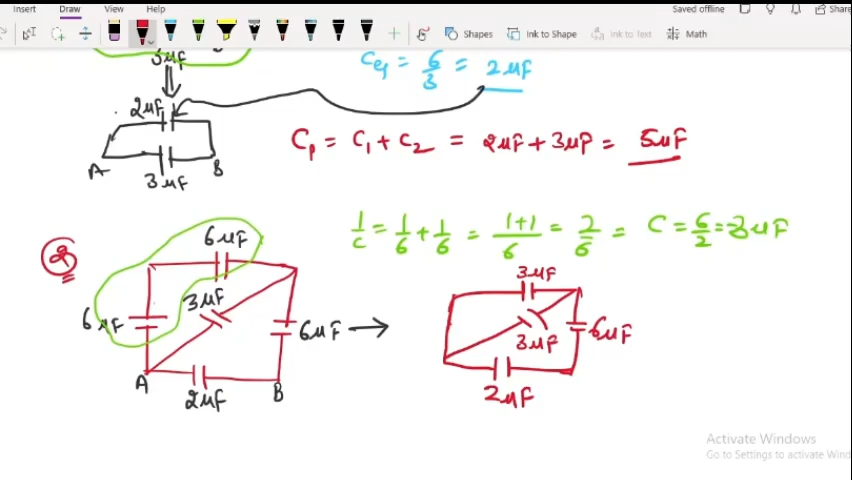 Insert Draw View Help Saved offline Share
Shapes Ink to Shape Ink to Text Math
3μF
Ceq = 6/3 = 2μF
2μF
Cp = C1 + C2 = 2μF + 3μF = 5μF
A B
3μF
1/C = 1/6 + 1/6 = 1+1/6 = 2/6 = C = 6/2 = 3μF
6μF
3μF
6μF
3μF
6μF
3μF
6μF
A 2μF B
2μF
Activate Windows
Go to Settings to activate Wind